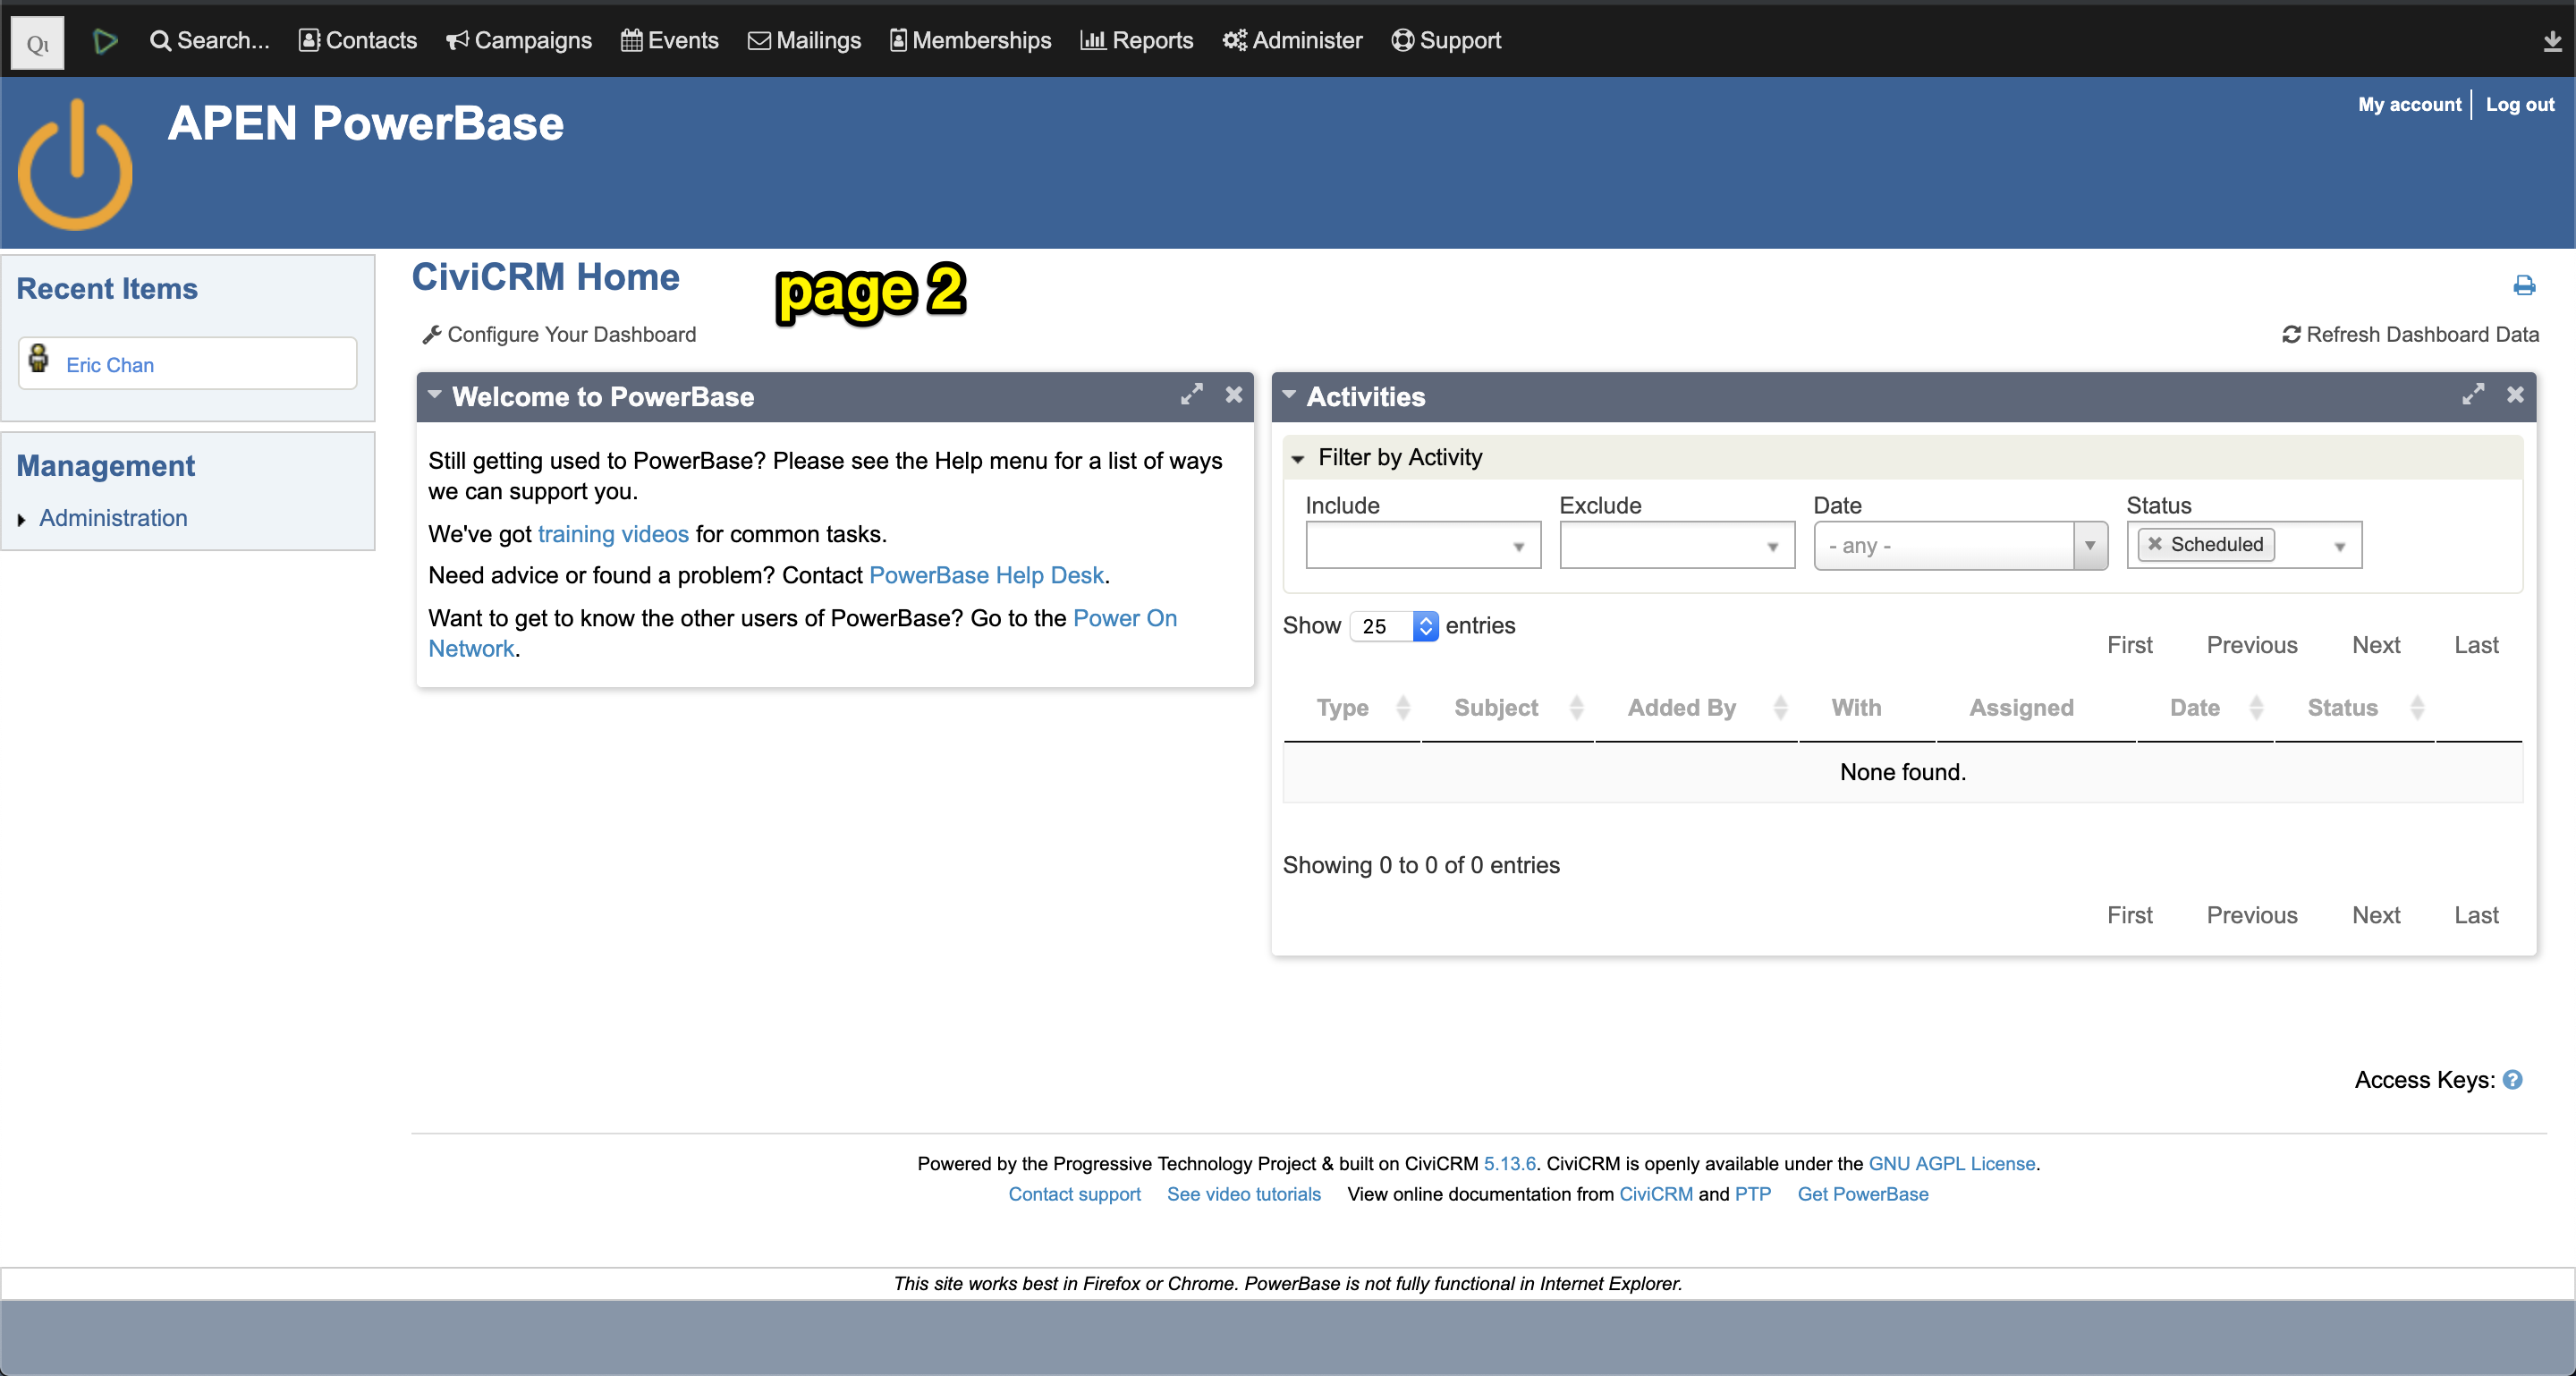 Qu
Search...
Contacts
Campaigns
Events
Mailings
Memberships
Reports
Administer
Support
APEN PowerBase
My account
Log out
Recent Items
Eric Chan
Management
Administration
CiviCRM Home
page 2
Configure Your Dashboard
Refresh Dashboard Data
Welcome to PowerBase
Still getting used to PowerBase? Please see the Help menu for a list of ways
we can support you.
We've got training videos for common tasks.
Need advice or found a problem? Contact PowerBase Help Desk.
Want to get to know the other users of PowerBase? Go to the Power On
Network.
Activities
Filter by Activity
Include
Exclude
Date
Status
- any -
Scheduled
Show 25 entries
First Previous Next Last
Type Subject Added By With Assigned Date Status
None found.
Showing 0 to 0 of 0 entries
First Previous Next Last
Access Keys: ?
Powered by the Progressive Technology Project & built on CiviCRM 5.13.6. CiviCRM is openly available under the GNU AGPL License.
Contact support See video tutorials View online documentation from CiviCRM and PTP Get PowerBase
This site works best in Firefox or Chrome. PowerBase is not fully functional in Internet Explorer.